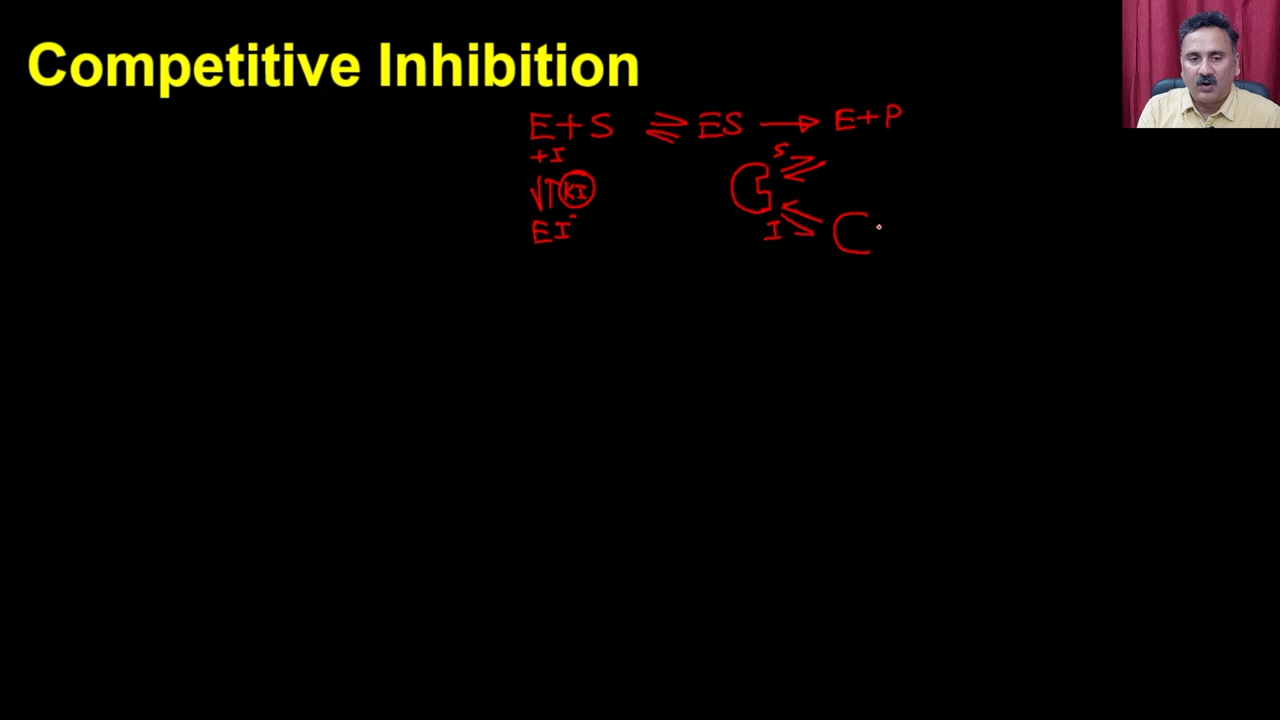 Competitive Inhibition
E+S ⇌ ES → E+P
+I
↓↑ KI
EI
S ⇌
I ⇌